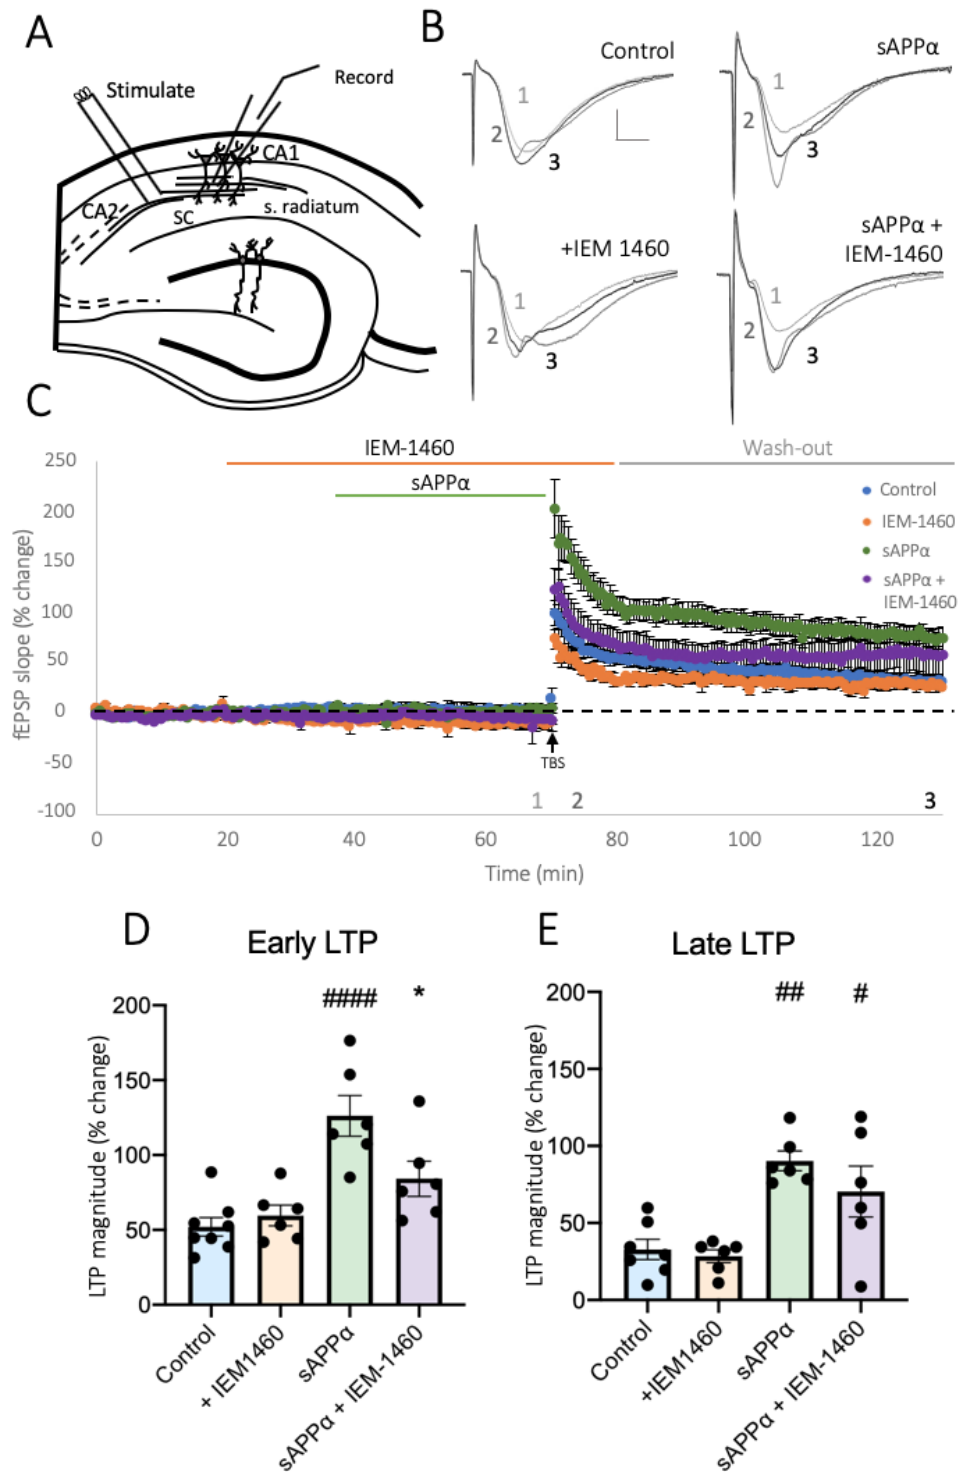 A
Stimulate
Record
CA1
CA2
SC
s. radiatum
B
Control
1
2
3
sAPPα
1
2
3
+IEM 1460
1
2
3
sAPPα +
IEM-1460
1
2
3
C
IEM-1460
Wash-out
sAPPα
fEPSP slope (% change)
250
200
150
100
50
0
-50
-100
Control
IEM-1460
sAPPα
sAPPα +
IEM-1460
TBS
1
2
3
0
20
40
60
80
100
120
Time (min)
D
Early LTP
LTP magnitude (% change)
200
150
100
50
0
####
*
Control
+ IEM1460
sAPPα
sAPPα + IEM-1460
E
Late LTP
LTP magnitude (% change)
200
150
100
50
0
##
#
Control
+IEM1460
sAPPα
sAPPα + IEM-1460